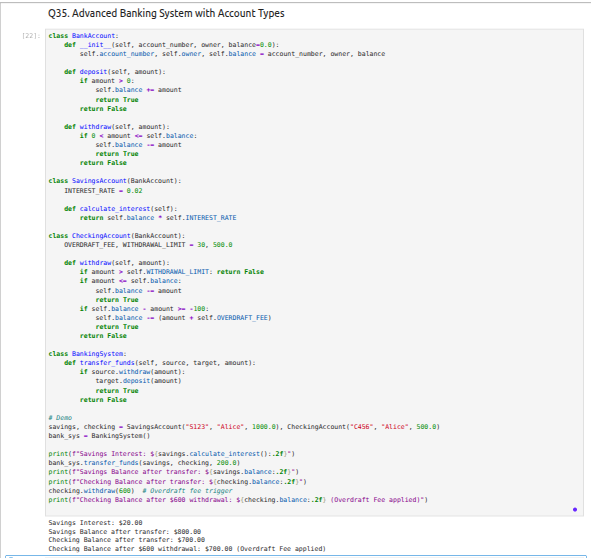 Q35. Advanced Banking System with Account Types
[22]:
class BankAccount:
    def __init__(self, account_number, owner, balance=0.0):
        self.account_number, self.owner, self.balance = account_number, owner, balance

    def deposit(self, amount):
        if amount > 0:
            self.balance += amount
            return True
        return False

    def withdraw(self, amount):
        if 0 < amount <= self.balance:
            self.balance -= amount
            return True
        return False

class SavingsAccount(BankAccount):
    INTEREST_RATE = 0.02

    def calculate_interest(self):
        return self.balance * self.INTEREST_RATE

class CheckingAccount(BankAccount):
    OVERDRAFT_FEE, WITHDRAWAL_LIMIT = 30, 500.0

    def withdraw(self, amount):
        if amount > self.WITHDRAWAL_LIMIT: return False
        if amount <= self.balance:
            self.balance -= amount
            return True
        if self.balance - amount >= -100:
            self.balance -= (amount + self.OVERDRAFT_FEE)
            return True
        return False

class BankingSystem:
    def transfer_funds(self, source, target, amount):
        if source.withdraw(amount):
            target.deposit(amount)
            return True
        return False

# Demo
savings, checking = SavingsAccount("S123", "Alice", 1000.0), CheckingAccount("C456", "Alice", 500.0)
bank_sys = BankingSystem()

print(f"Savings Interest: ${savings.calculate_interest():.2f}")
bank_sys.transfer_funds(savings, checking, 200.0)
print(f"Savings Balance after transfer: ${savings.balance:.2f}")
print(f"Checking Balance after transfer: ${checking.balance:.2f}")
checking.withdraw(600)  # Overdraft fee trigger
print(f"Checking Balance after $600 withdrawal: ${checking.balance:.2f} (Overdraft Fee applied)")
Savings Interest: $20.00
Savings Balance after transfer: $800.00
Checking Balance after transfer: $700.00
Checking Balance after $600 withdrawal: $700.00 (Overdraft Fee applied)